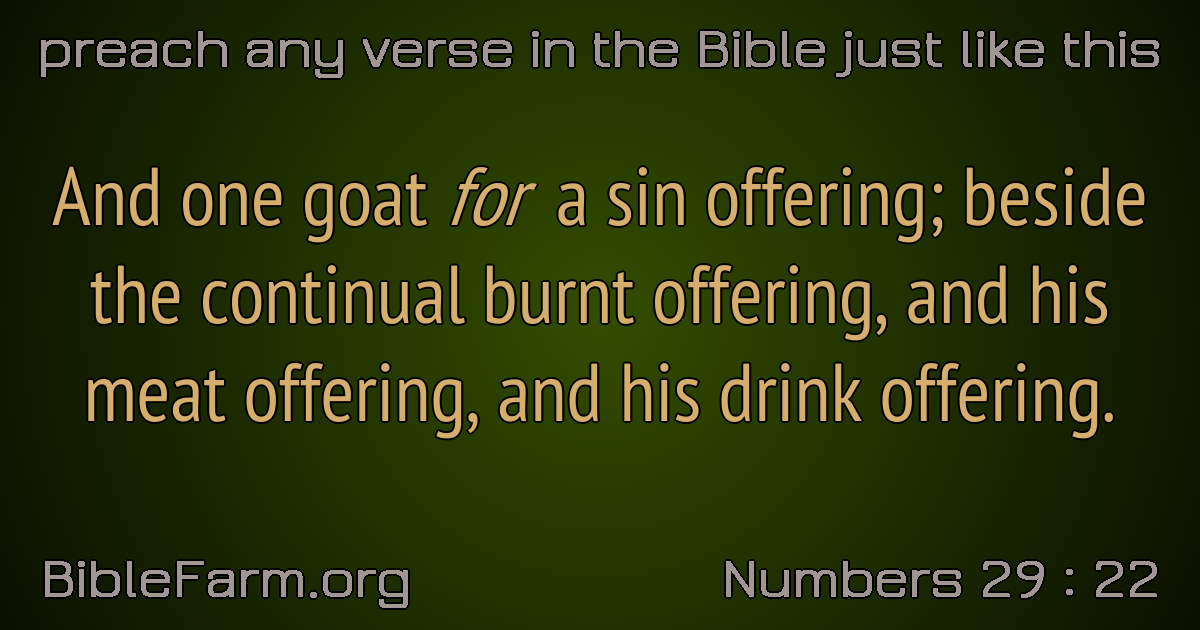 preach any verse in the Bible just like this
And one goat for a sin offering; beside
the continual burnt offering, and his
meat offering, and his drink offering.
BibleFarm.org
Numbers 29 : 22